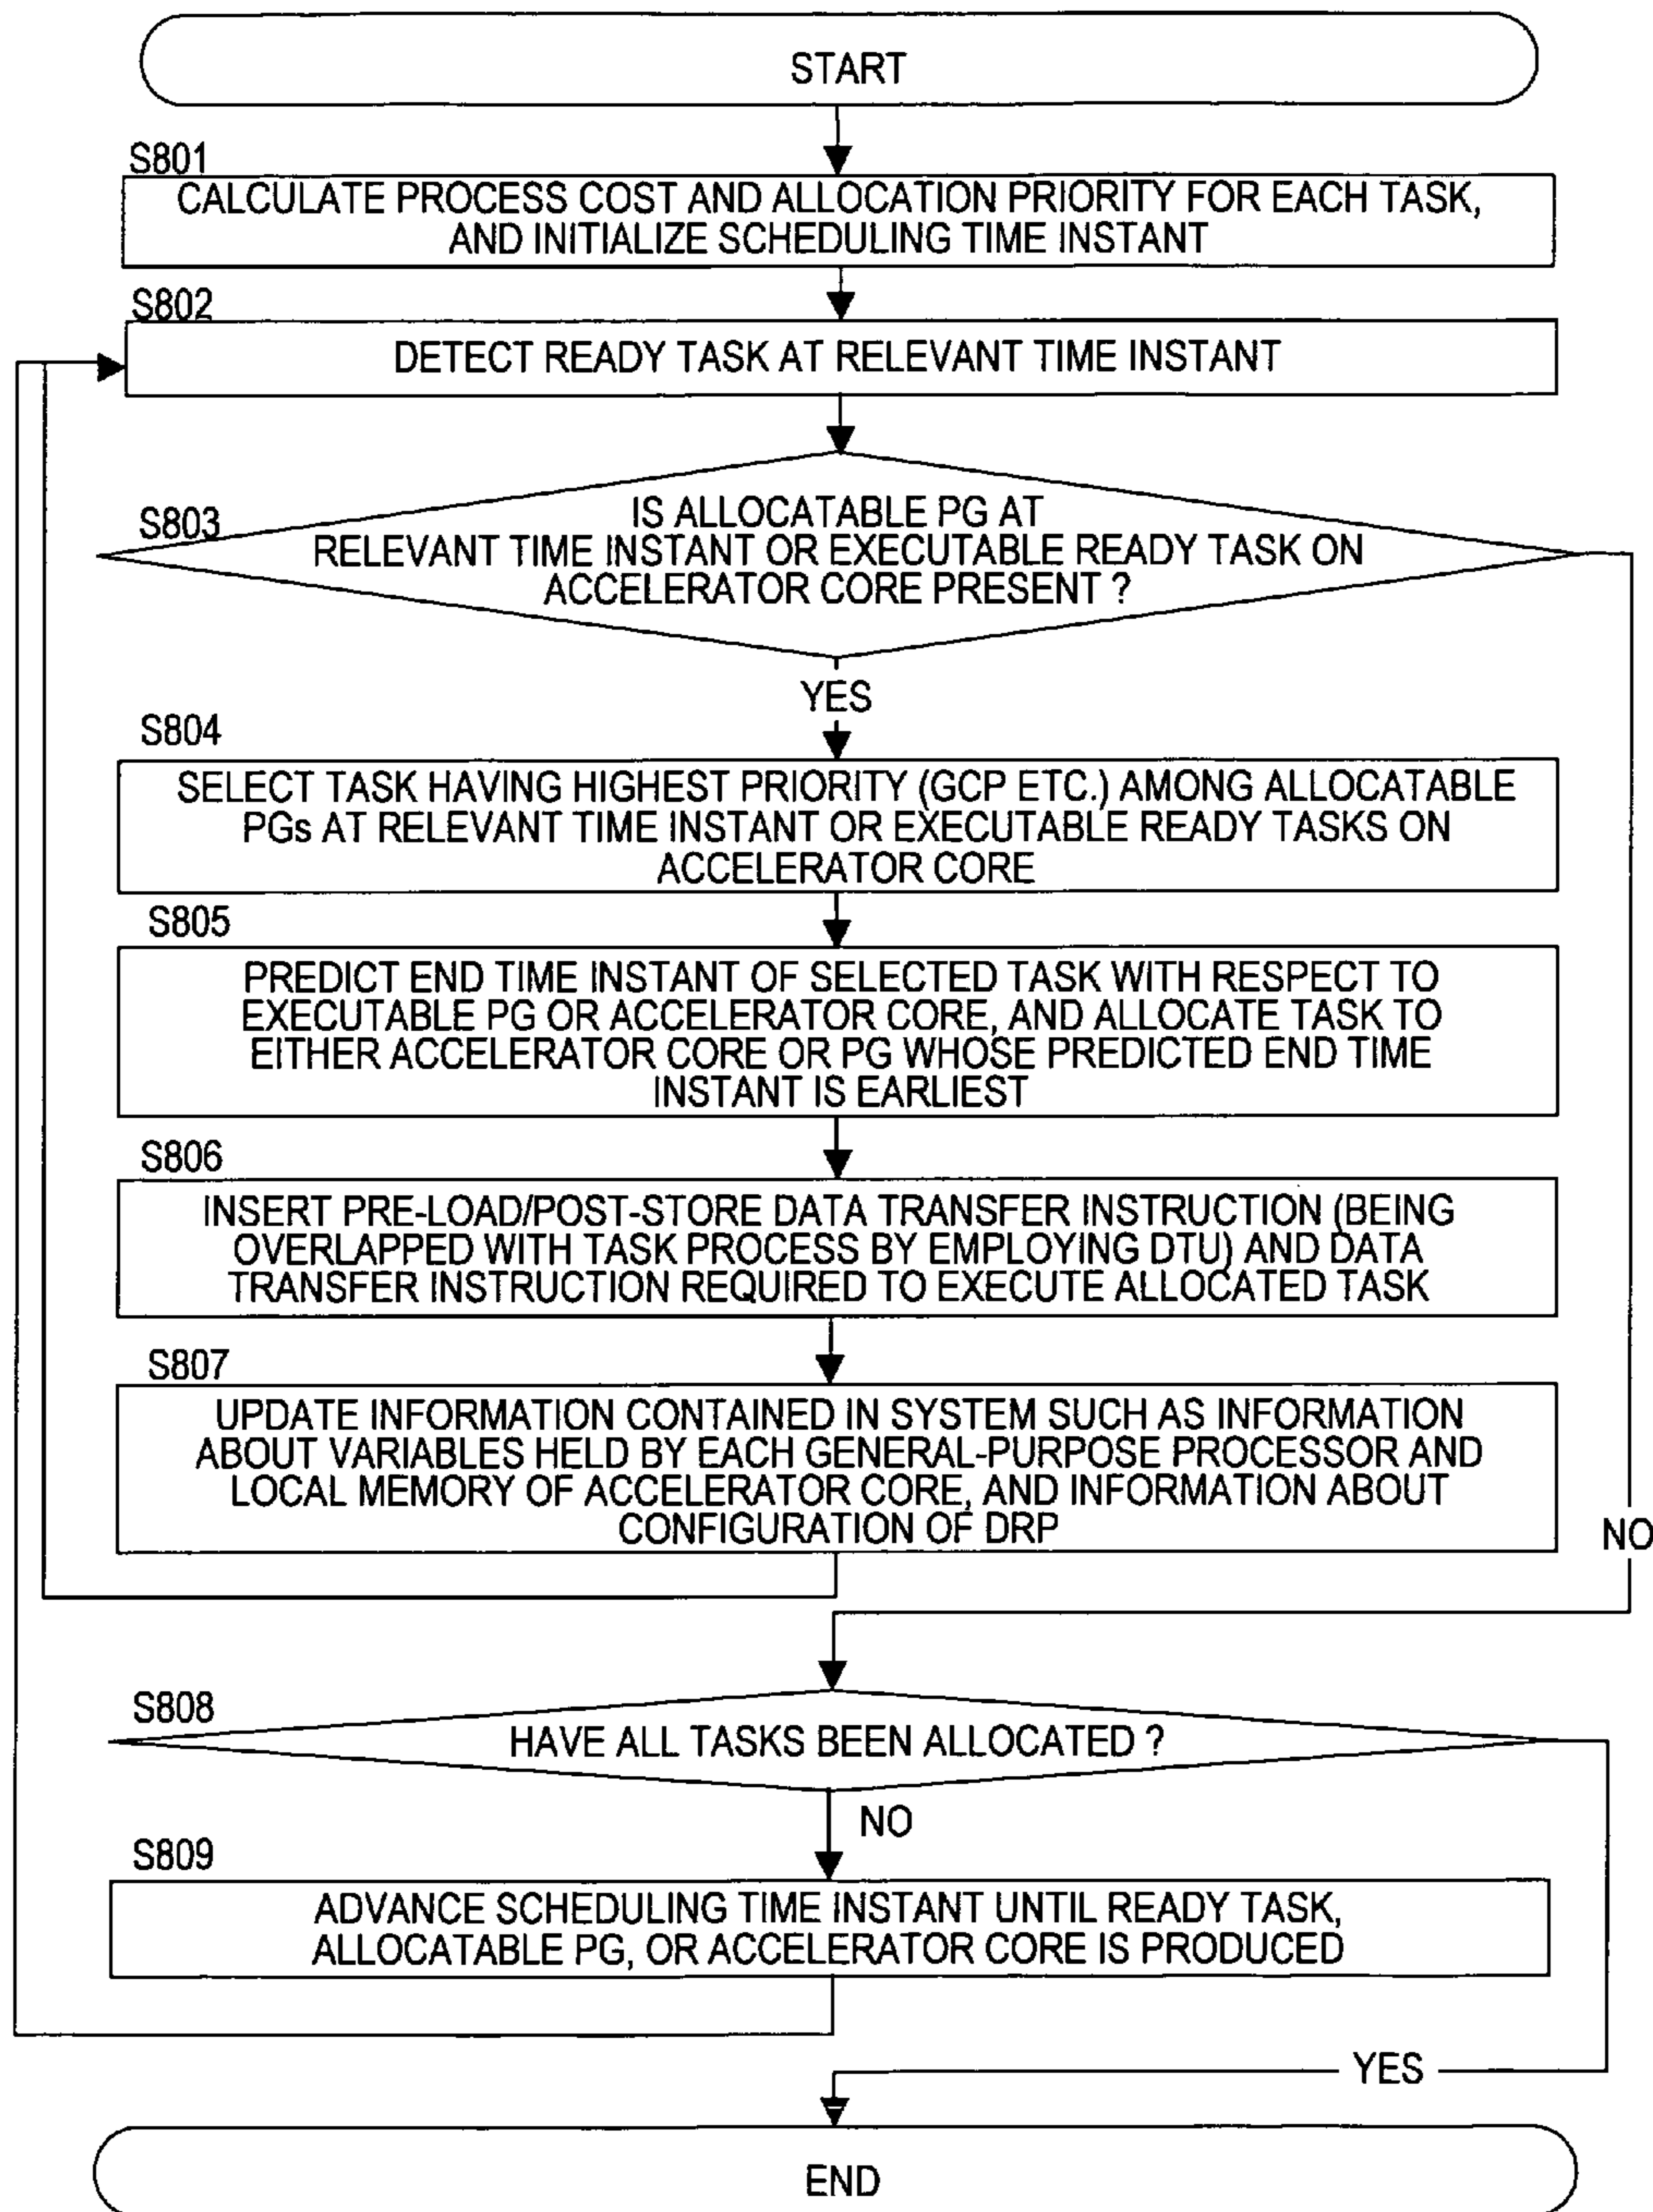 START
S801
CALCULATE PROCESS COST AND ALLOCATION PRIORITY FOR EACH TASK,
AND INITIALIZE SCHEDULING TIME INSTANT
S802
DETECT READY TASK AT RELEVANT TIME INSTANT
S803
IS ALLOCATABLE PG AT
RELEVANT TIME INSTANT OR EXECUTABLE READY TASK ON
ACCELERATOR CORE PRESENT ?
YES
S804
SELECT TASK HAVING HIGHEST PRIORITY (GCP ETC.) AMONG ALLOCATABLE
PGs AT RELEVANT TIME INSTANT OR EXECUTABLE READY TASKS ON
ACCELERATOR CORE
S805
PREDICT END TIME INSTANT OF SELECTED TASK WITH RESPECT TO
EXECUTABLE PG OR ACCELERATOR CORE, AND ALLOCATE TASK TO
EITHER ACCELERATOR CORE OR PG WHOSE PREDICTED END TIME
INSTANT IS EARLIEST
S806
INSERT PRE-LOAD/POST-STORE DATA TRANSFER INSTRUCTION (BEING
OVERLAPPED WITH TASK PROCESS BY EMPLOYING DTU) AND DATA
TRANSFER INSTRUCTION REQUIRED TO EXECUTE ALLOCATED TASK
S807
UPDATE INFORMATION CONTAINED IN SYSTEM SUCH AS INFORMATION
ABOUT VARIABLES HELD BY EACH GENERAL-PURPOSE PROCESSOR AND
LOCAL MEMORY OF ACCELERATOR CORE, AND INFORMATION ABOUT
CONFIGURATION OF DRP
NO
S808
HAVE ALL TASKS BEEN ALLOCATED ?
NO
S809
ADVANCE SCHEDULING TIME INSTANT UNTIL READY TASK,
ALLOCATABLE PG, OR ACCELERATOR CORE IS PRODUCED
YES
END